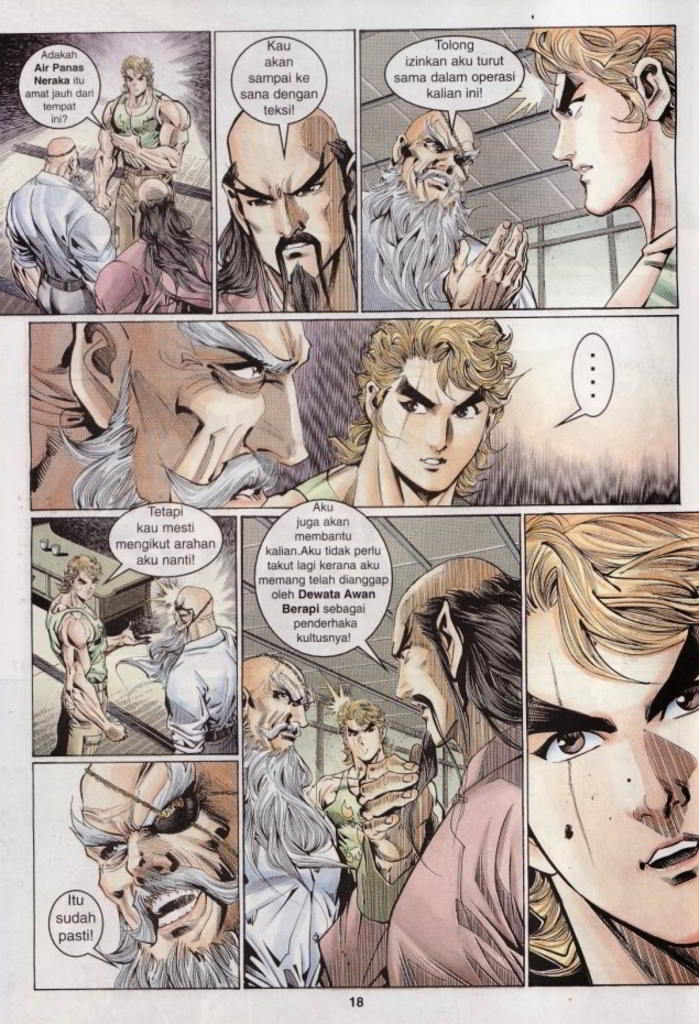 Adakah
Air Panas
Neraka itu
amat jauh dari
tempat
ini?
Kau
akan
sampai ke
sana dengan
teksi!
Tolong
izinkan aku turut
sama dalam operasi
kalian ini!
....
Tetapi
kau mesti
mengikut arahan
aku nanti!
Itu
sudah
pasti!
Aku
juga akan
membantu
kalian.Aku tidak perlu
takut lagi kerana aku
memang telah dianggap
oleh Dewata Awan
Berapi sebagai
penderhaka
kultusnya!
18